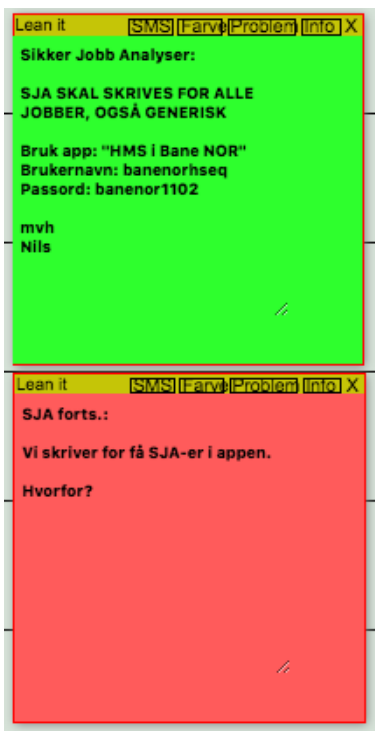 Lean it SMS Farve Problem Info X
Sikker Jobb Analyser:
SJA SKAL SKRIVES FOR ALLE
JOBBER, OGSÅ GENERISK
Bruk app: "HMS i Bane NOR"
Brukernavn: banenorhseq
Passord: banenor1102
mvh
Nils
Lean it SMS Farve Problem Info X
SJA forts.:
Vi skriver for få SJA-er i appen.
Hvorfor?